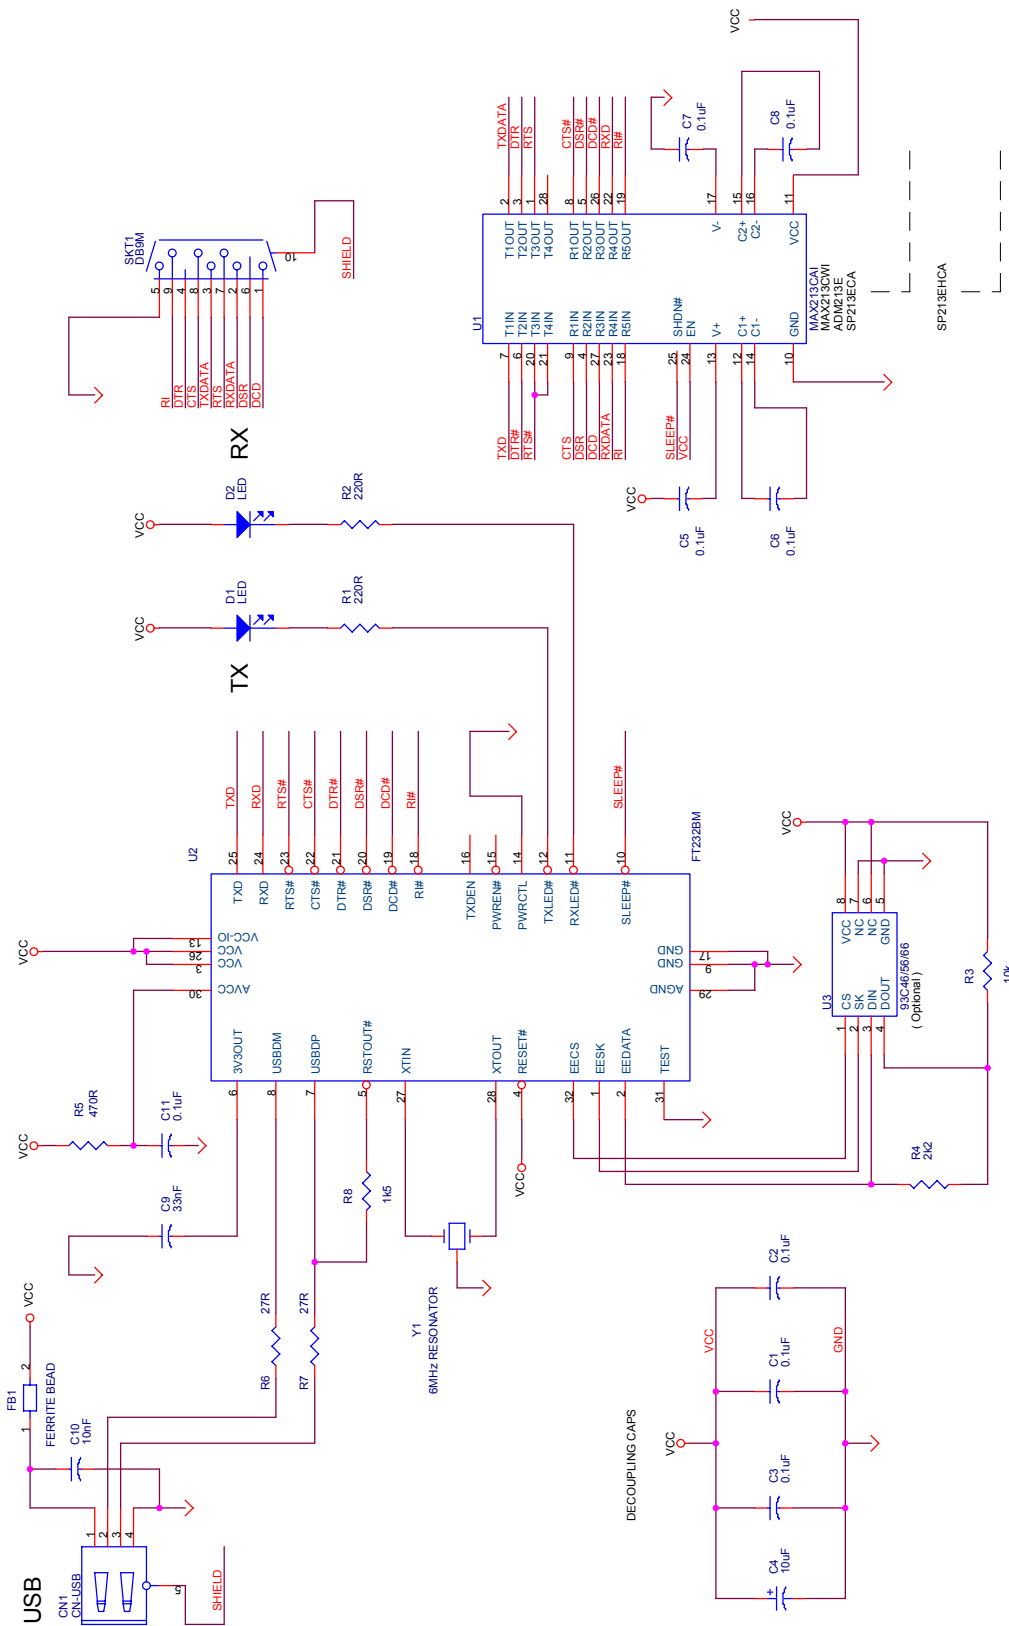 USB
CN1
CN-USB
1
2
3
4
5
SHIELD
FB1
FERRITE BEAD
1
2
VCC
C10
10nF
R6
27R
R7
27R
C9
33nF
VCC
R5
470R
C11
0.1uF
R8
1k5
Y1
6MHz RESONATOR
VCC
VCC
U2
FT232BM
6
3V3OUT
8
USBDM
7
USBDP
5
RSTOUT#
27
XTIN
28
XTOUT
4
RESET#
32
EECS
1
EESK
2
EEDATA
31
TEST
30
AVCC
3
VCC
26
VCC
13
VCC-IO
29
AGND
9
GND
17
GND
TXD
25
TXD
RXD
24
RXD
RTS#
23
RTS#
CTS#
22
CTS#
DTR#
21
DTR#
DSR#
20
DSR#
DCD#
19
DCD#
RI#
18
RI#
TXDEN
16
PWREN#
15
PWRCTL
14
TXLED#
12
RXLED#
11
SLEEP#
10
SLEEP#
TX
VCC
D1
LED
R1
220R
RX
VCC
D2
LED
R2
220R
SKT1
DB9M
5
9
4
8
3
7
2
6
1
10
RI
DTR
CTS
TXDATA
RTS
RXDATA
DSR
DCD
SHIELD
U1
MAX213CAI
MAX213CWI
ADM213E
SP213ECA
SP213EHCA
TXD
7
T1IN
DTR#
6
T2IN
RTS#
20
T3IN
21
T4IN
CTS
9
R1IN
DSR
4
R2IN
DCD
27
R3IN
RXDATA
23
R4IN
RI
18
R5IN
SLEEP#
25
SHDN#
VCC
24
EN
13
V+
12
C1+
14
C1-
10
GND
T1OUT
2
TXDATA
T2OUT
3
DTR
T3OUT
1
RTS
T4OUT
28
R1OUT
8
CTS#
R2OUT
5
DSR#
R3OUT
26
DCD#
R4OUT
22
RXD
R5OUT
19
RI#
V-
17
C2+
15
C2-
16
VCC
11
VCC
C5
0.1uF
C6
0.1uF
C7
0.1uF
C8
0.1uF
VCC
U3
93C46/56/66
( Optional )
1
CS
2
SK
3
DIN
4
DOUT
VCC
8
NC
7
NC
6
GND
5
VCC
R3
10k
R4
2k2
DECOUPLING CAPS
VCC
VCC
GND
C4
10uF
C3
0.1uF
C1
0.1uF
C2
0.1uF